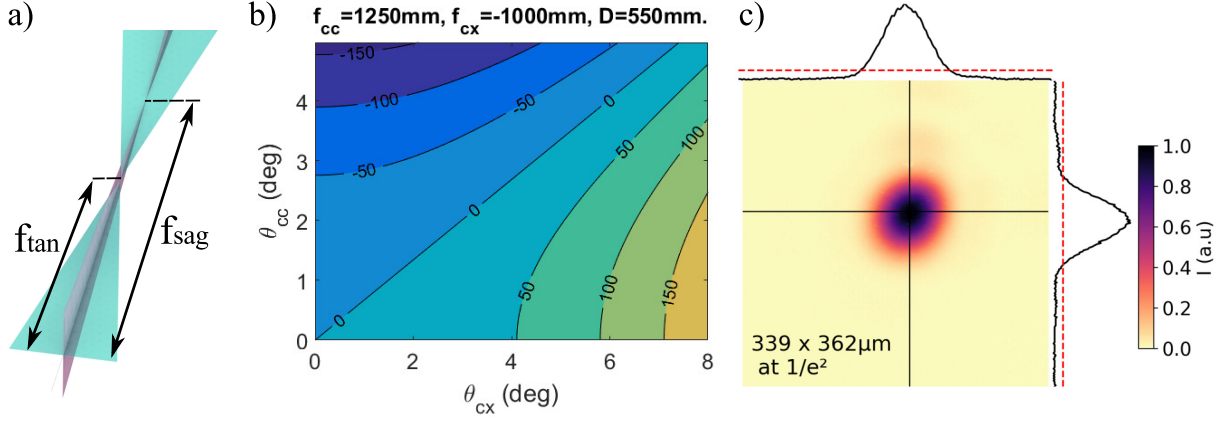 a)
f_tan
f_sag
b)
f_cc=1250mm, f_cx=-1000mm, D=550mm.
θ_cc (deg)
4
3
2
1
0
-150
-100
-50
-50
0
50
100
0
50
100
150
0
0 2 4 6 8
θ_cx (deg)
c)
339 x 362µm
at 1/e²
1.0
0.8
0.6
0.4
0.2
0.0
I (a.u)